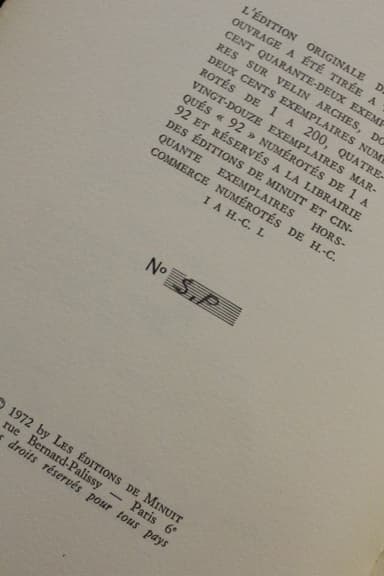 L'ÉDITION ORIGINALE
OUVRAGE A ÉTÉ TIRÉE A
CENT QUARANTE-DEUX EXEM
RES SUR VELIN ARCHES, DO
DEUX CENTS EXEMPLAIRES NUMÉ
ROTÉS DE 1 A 200, QUATRE-
VINGT-DOUZE EXEMPLAIRES MAR-
QUÉS « 92 » NUMÉROTÉS DE 1 A
92 ET RÉSERVÉS A LA LIBRAIRIE
DES ÉDITIONS DE MINUIT ET CIN-
QUANTE EXEMPLAIRES HORS-
COMMERCE NUMÉROTÉS DE H.-C.
I A H.-C. L
Nº S.P
© 1972 by LES ÉDITIONS DE MINUIT
rue Bernard-Palissy — Paris 6e
droits réservés pour tous pays